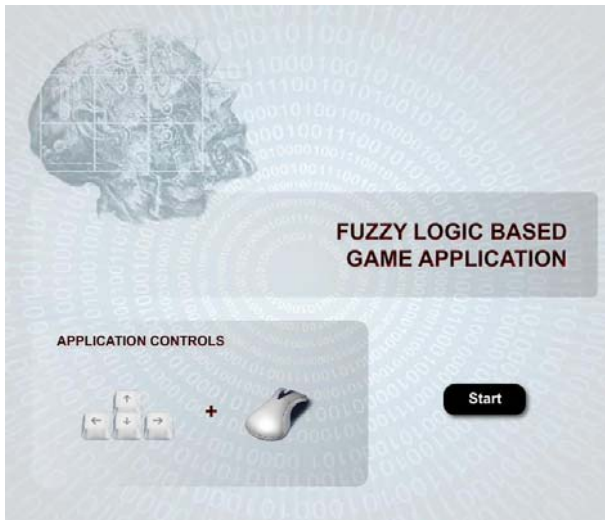 FUZZY LOGIC BASED
GAME APPLICATION
APPLICATION CONTROLS
↑
← ↓ →
+
Start